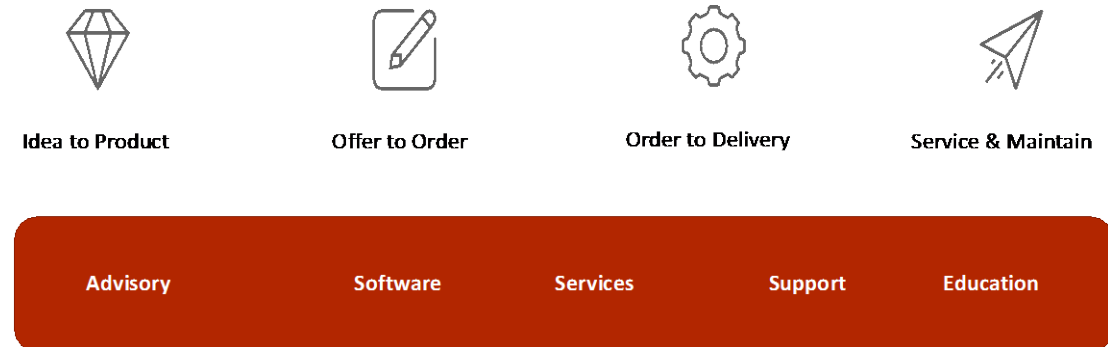 Idea to Product
Offer to Order
Order to Delivery
Service & Maintain
Advisory
Software
Services
Support
Education